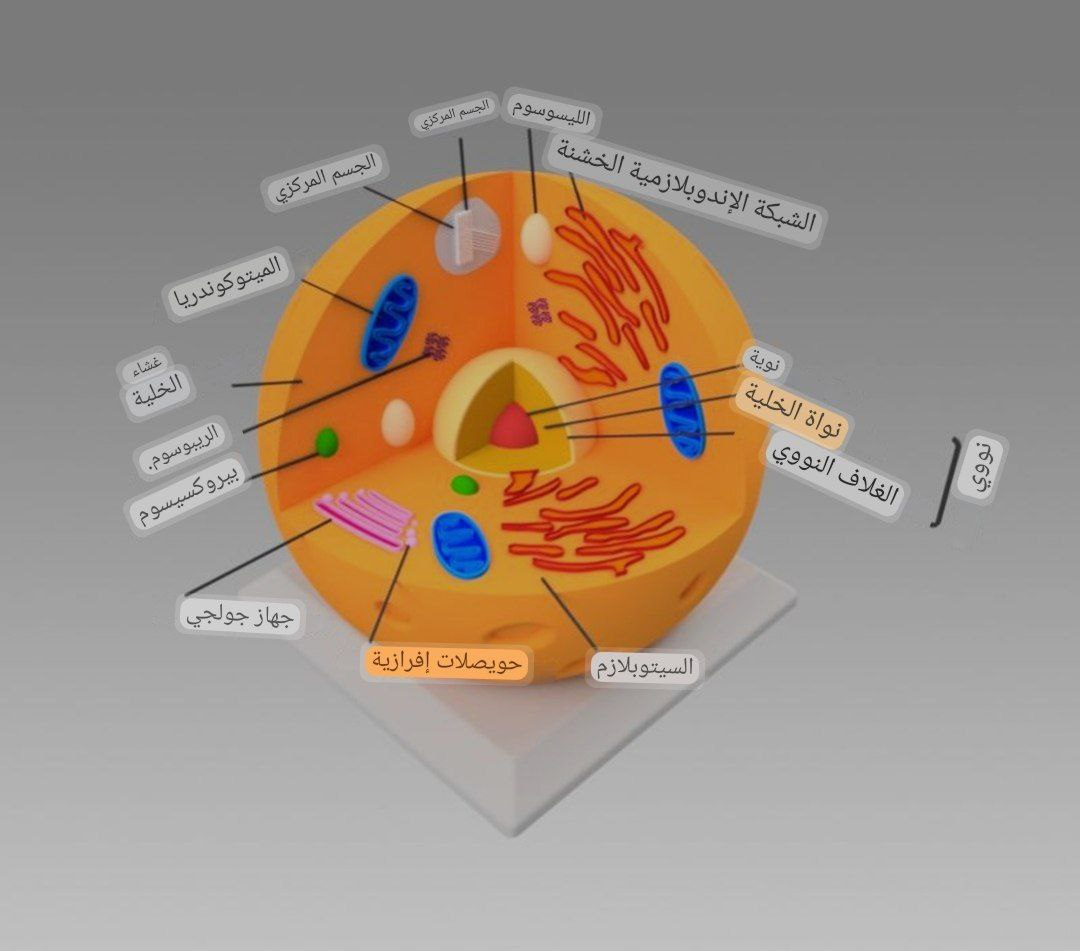 الجسم المركزي
الليسوسوم
الجسم المركزي
الشبكة الإندوبلازمية الخشنة
الميتوكوندريا
غشاء
الخلية
نوية
نواة الخلية
الغلاف النووي
نووي
الريبوسوم.
بيروكسيسوم
جهاز جولجي
حويصلات إفرازية
السيتوبلازم